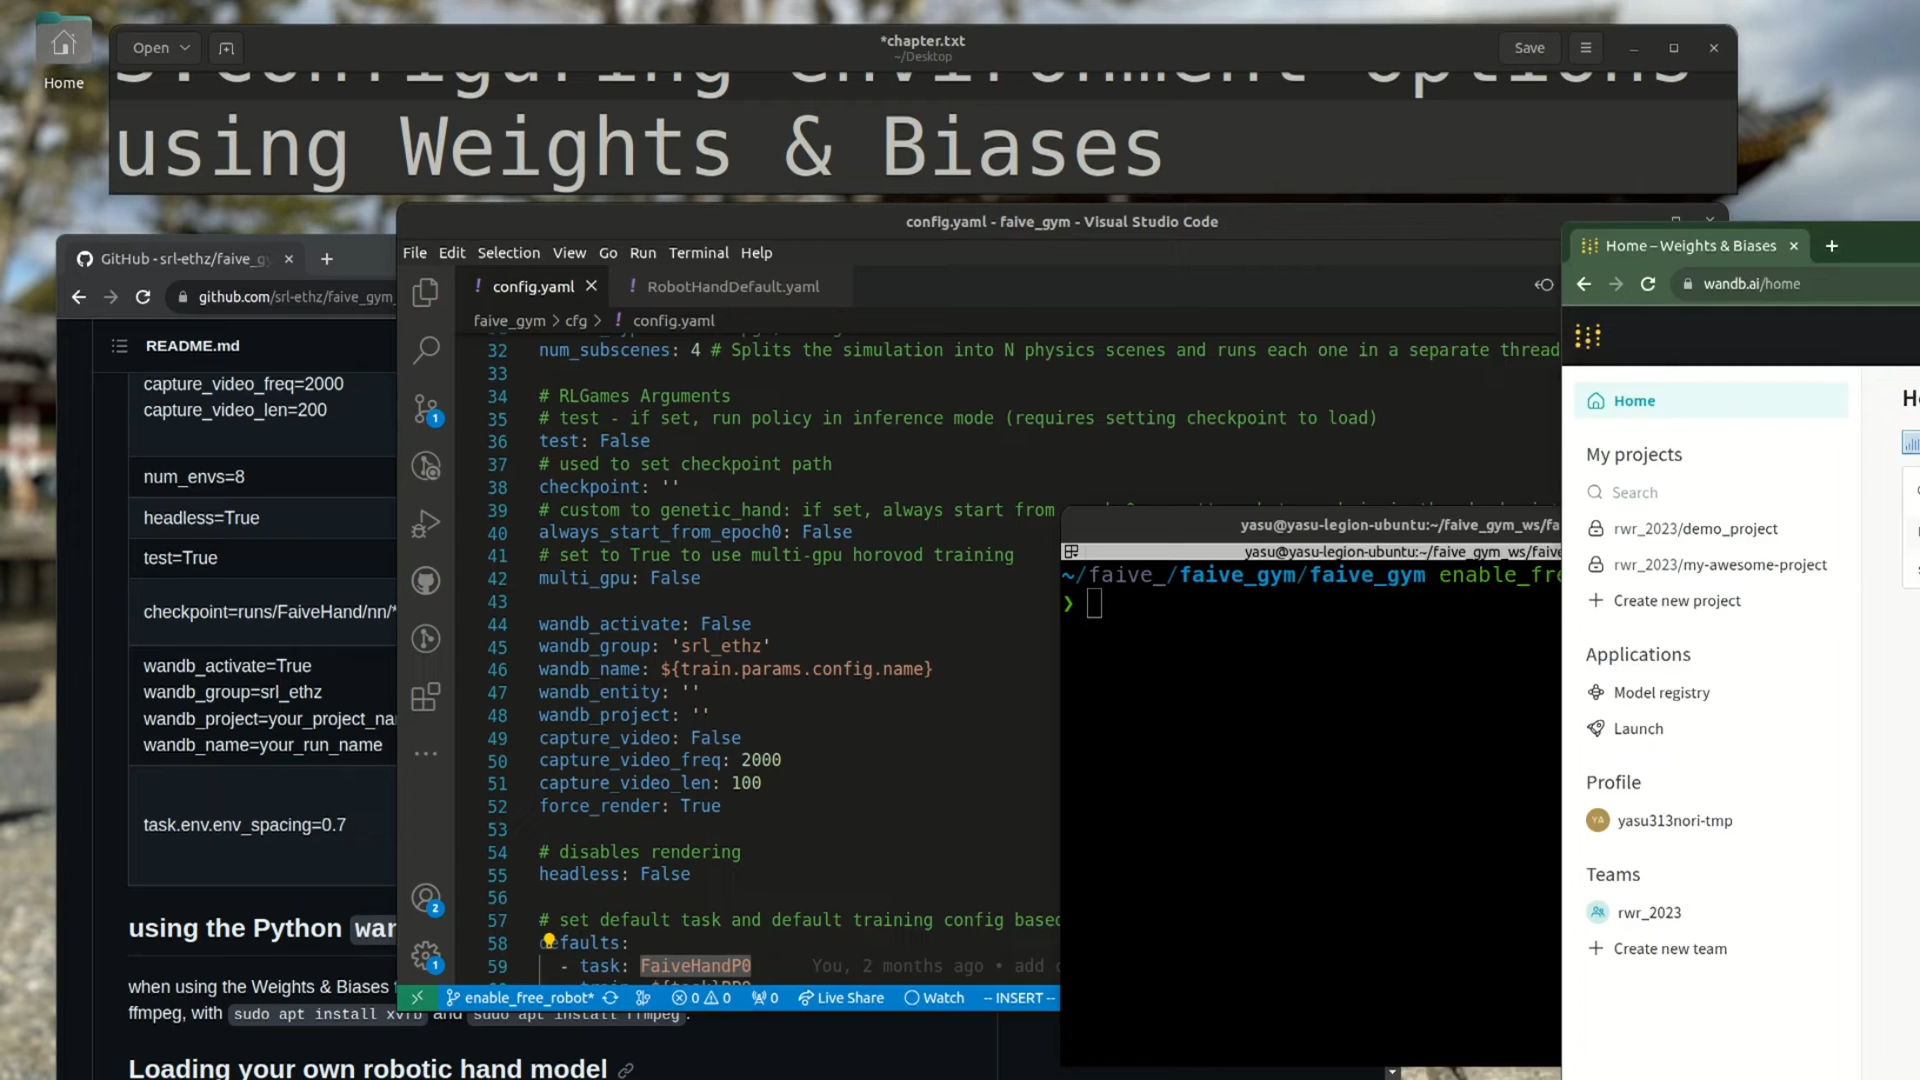 Home
Open
*chapter.txt
~/Desktop
Save
using Weights & Biases
GitHub - srl-ethz/faive_gy
github.com/srl-ethz/faive_gym_
README.md
capture_video_freq=2000
capture_video_len=200
num_envs=8
headless=True
test=True
checkpoint=runs/FaiveHand/nn/*
wandb_activate=True
wandb_group=srl_ethz
wandb_project=your_project_na
wandb_name=your_run_name
task.env.env_spacing=0.7
using the Python wan
when using the Weights & Biases
ffmpeg, with sudo apt install xvfb and sudo apt install ffmpeg.
Loading your own robotic hand model
config.yaml - faive_gym - Visual Studio Code
File Edit Selection View Go Run Terminal Help
! config.yaml
! RobotHandDefault.yaml
faive_gym > cfg > ! config.yaml
32 num_subscenes: 4 # Splits the simulation into N physics scenes and runs each one in a separate thread
33
34 # RLGames Arguments
35 # test - if set, run policy in inference mode (requires setting checkpoint to load)
36 test: False
37 # used to set checkpoint path
38 checkpoint: ''
39 # custom to genetic_hand: if set, always start from
40 always_start_from_epoch0: False
41 # set to True to use multi-gpu horovod training
42 multi_gpu: False
43
44 wandb_activate: False
45 wandb_group: 'srl_ethz'
46 wandb_name: ${train.params.config.name}
47 wandb_entity: ''
48 wandb_project: ''
49 capture_video: False
50 capture_video_freq: 2000
51 capture_video_len: 100
52 force_render: True
53
54 # disables rendering
55 headless: False
56
57 # set default task and default training config based
58 defaults:
59 - task: FaiveHandP0 You, 2 months ago • add
1
2
1
enable_free_robot* 0 0 0 Live Share Watch -- INSERT --
yasu@yasu-legion-ubuntu:~/faive_gym_ws/fa
yasu@yasu-legion-ubuntu:~/faive_gym_ws/faive
~/faive_/faive_gym/faive_gym enable_fre
❯
Home – Weights & Biases
wandb.ai/home
Home
My projects
Search
rwr_2023/demo_project
rwr_2023/my-awesome-project
+ Create new project
Applications
Model registry
Launch
Profile
YA yasu313nori-tmp
Teams
rwr_2023
+ Create new team